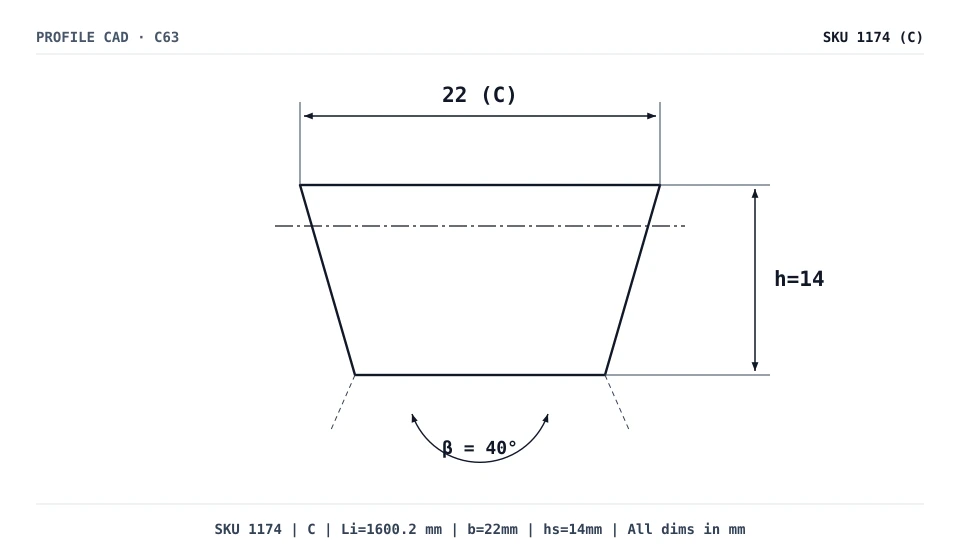 PROFILE CAD · C63
SKU 1174 (C)
22 (C)
h=14
β = 40°
SKU 1174 | C | Li=1600.2 mm | b=22mm | hs=14mm | All dims in mm